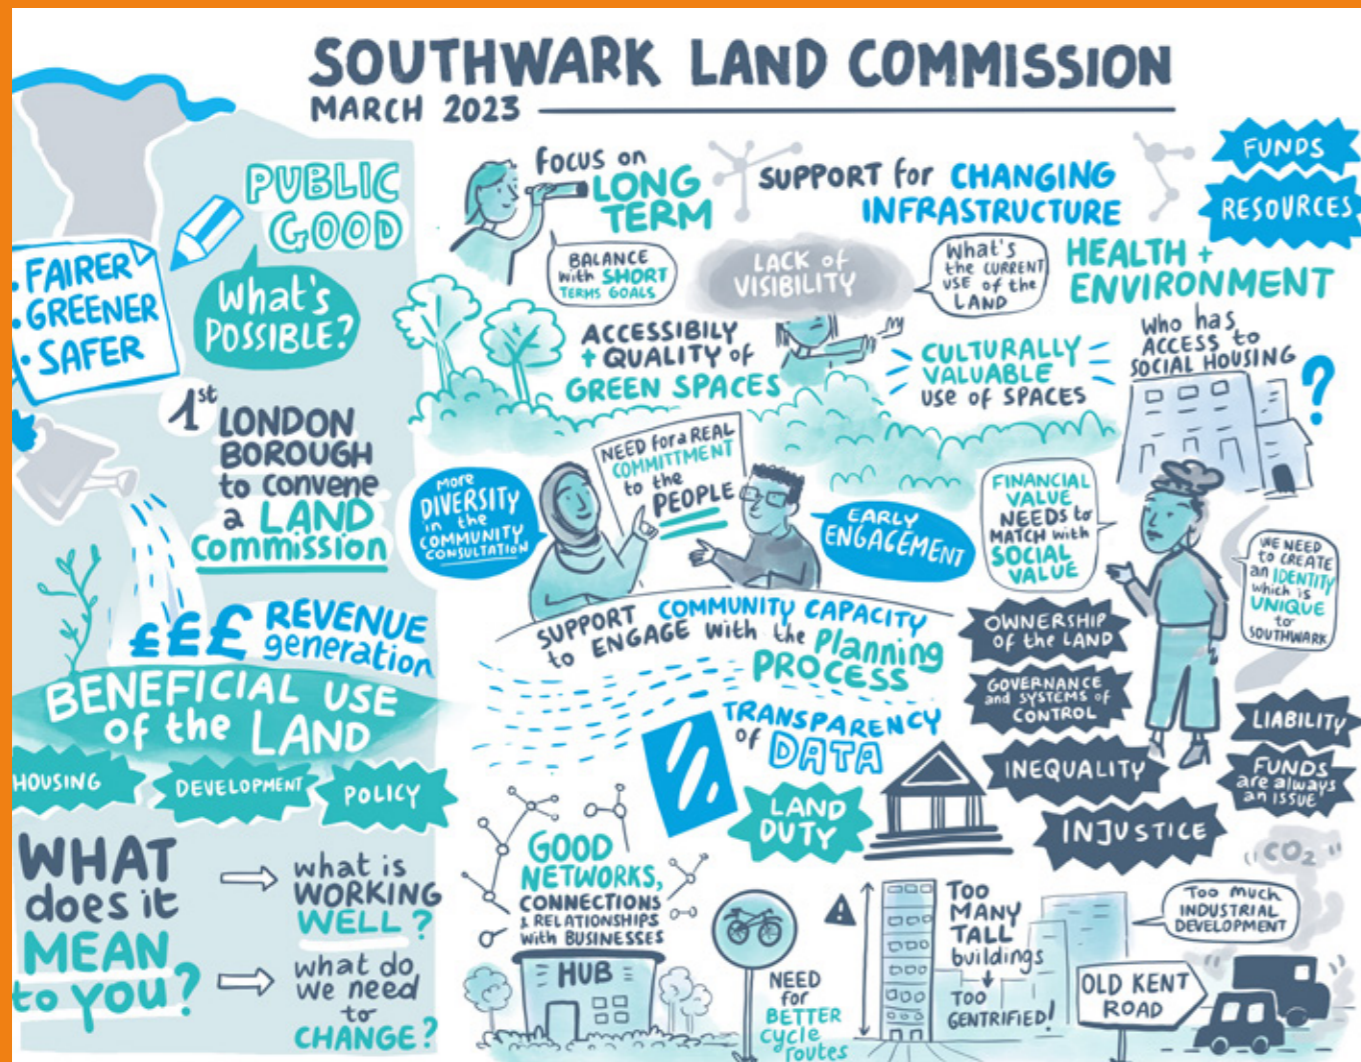 SOUTHWARK LAND COMMISSION
MARCH 2023
PUBLIC
GOOD
• FAIRER
• GREENER
• SAFER
What's
POSSIBLE?
1st
LONDON
BOROUGH
to convene
a LAND
Commission
£££ REVENUE
generation
BENEFICIAL USE
of the LAND
HOUSING
DEVELOPMENT
POLICY
WHAT
does it
MEAN
to YOU?
what is
WORKING
WELL?
what do
we need
to
CHANGE?
FOCUS on
LONG
TERM
BALANCE
with SHORT
TERMS GOALS
SUPPORT for CHANGING
INFRASTRUCTURE
FUNDS
RESOURCES
LACK of
VISIBILITY
What's
the CURRENT
USE of the
LAND
HEALTH +
ENVIRONMENT
ACCESSIBILY
+ QUALITY of
GREEN SPACES
CULTURALLY
VALUABLE
USE of SPACES
Who has
ACCESS to
SOCIAL HOUSING
?
More
DIVERSITY
in the
COMMUNITY
CONSULTATION
NEED for a REAL
COMMITTMENT
to the
PEOPLE
EARLY
ENGAGEMENT
FINANCIAL
VALUE
NEEDS to
MATCH with
SOCIAL
VALUE
WE NEED
to CREATE
an IDENTITY
which is
UNIQUE
to
SOUTHWARK
SUPPORT COMMUNITY CAPACITY
to ENGAGE with the Planning
PROCESS
OWNERSHIP
of the LAND
GOVERNANCE
and SYSTEMS of
CONTROL
INEQUALITY
INJUSTICE
LIABILITY
FUNDS
are always
an ISSUE
TRANSPARENCY
of DATA
LAND
DUTY
GOOD
NETWORKS,
CONNECTIONS
& RELATIONSHIPS
with BUSINESSES
HUB
NEED
for
BETTER
cycle
routes
TOO
MANY
TALL
buildings
TOO
GENTRIFIED!
CO2
Too much
INDUSTRIAL
DEVELOPMENT
OLD KENT
ROAD